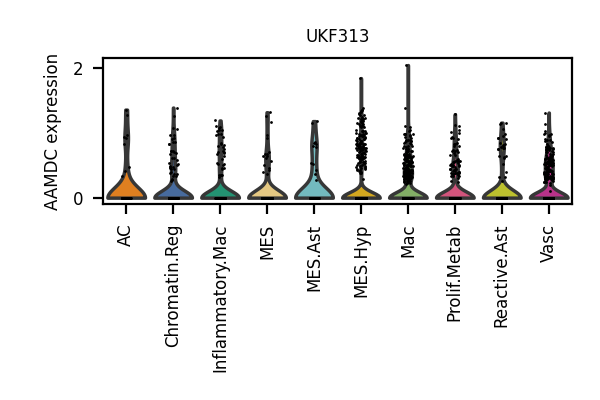 UKF313
AAMDC expression
2
0
AC
Chromatin.Reg
Inflammatory.Mac
MES
MES.Ast
MES.Hyp
Mac
Prolif.Metab
Reactive.Ast
Vasc